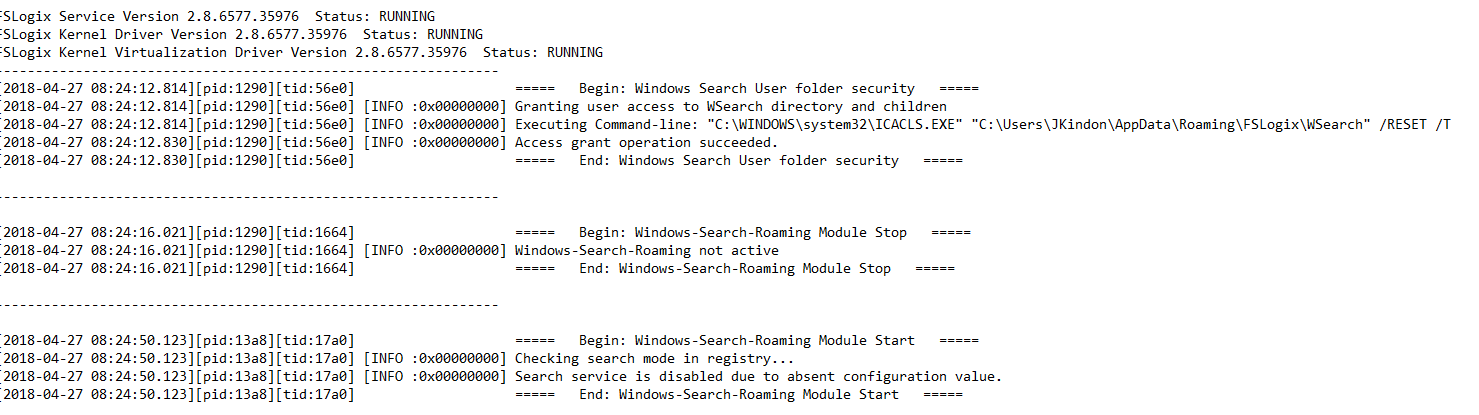 FSLogix Service Version 2.8.6577.35976  Status: RUNNING
FSLogix Kernel Driver Version 2.8.6577.35976  Status: RUNNING
FSLogix Kernel Virtualization Driver Version 2.8.6577.35976  Status: RUNNING
---------------------------------------------------------------
[2018-04-27 08:24:12.814][pid:1290][tid:56e0]                    =====   Begin: Windows Search User folder security   =====
[2018-04-27 08:24:12.814][pid:1290][tid:56e0] [INFO :0x00000000] Granting user access to WSearch directory and children
[2018-04-27 08:24:12.814][pid:1290][tid:56e0] [INFO :0x00000000] Executing Command-line: "C:\WINDOWS\system32\ICACLS.EXE" "C:\Users\JKindon\AppData\Roaming\FSLogix\WSearch" /RESET /T
[2018-04-27 08:24:12.830][pid:1290][tid:56e0] [INFO :0x00000000] Access grant operation succeeded.
[2018-04-27 08:24:12.830][pid:1290][tid:56e0]                    =====   End: Windows Search User folder security   =====
---------------------------------------------------------------
[2018-04-27 08:24:16.021][pid:1290][tid:1664]                    =====   Begin: Windows-Search-Roaming Module Stop   =====
[2018-04-27 08:24:16.021][pid:1290][tid:1664] [INFO :0x00000000] Windows-Search-Roaming not active
[2018-04-27 08:24:16.021][pid:1290][tid:1664]                    =====   End: Windows-Search-Roaming Module Stop   =====
---------------------------------------------------------------
[2018-04-27 08:24:50.123][pid:13a8][tid:17a0]                    =====   Begin: Windows-Search-Roaming Module Start   =====
[2018-04-27 08:24:50.123][pid:13a8][tid:17a0] [INFO :0x00000000] Checking search mode in registry...
[2018-04-27 08:24:50.123][pid:13a8][tid:17a0] [INFO :0x00000000] Search service is disabled due to absent configuration value.
[2018-04-27 08:24:50.123][pid:13a8][tid:17a0]                    =====   End: Windows-Search-Roaming Module Start   =====